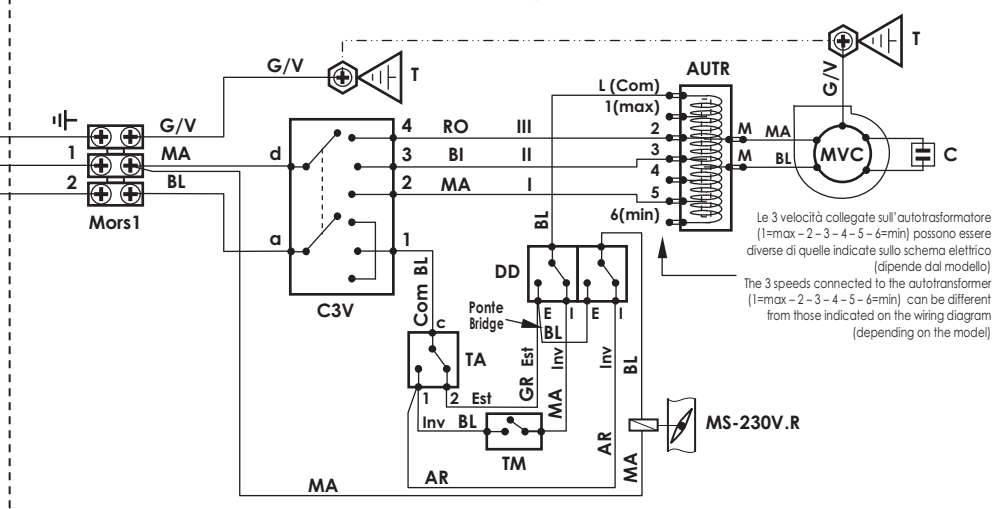 T
T
G/V
G/V
AUTR
L (Com)
1(max)
2
3
4
5
6(min)
M MA
M BL
MVC
C
1
2
G/V
MA
BL
Mors1
d
a
4 RO III
3 BI II
2 MA I
1
C3V
Com BL
BL
DD
E I E I
Ponte
Bridge
BL
C
TA
1 2 Est
Inv BL
TM
GR Est
MA Inv
AR Inv
BL
MA
AR
MA
MS-230V.R
Le 3 velocità collegate sull'autotrasformatore
(1=max – 2 – 3 – 4 – 5 – 6=min) possono essere
diverse di quelle indicate sullo schema elettrico
(dipende dal modello)
The 3 speeds connected to the autotransformer
(1=max – 2 – 3 – 4 – 5 – 6=min) can be different
from those indicated on the wiring diagram
(depending on the model)